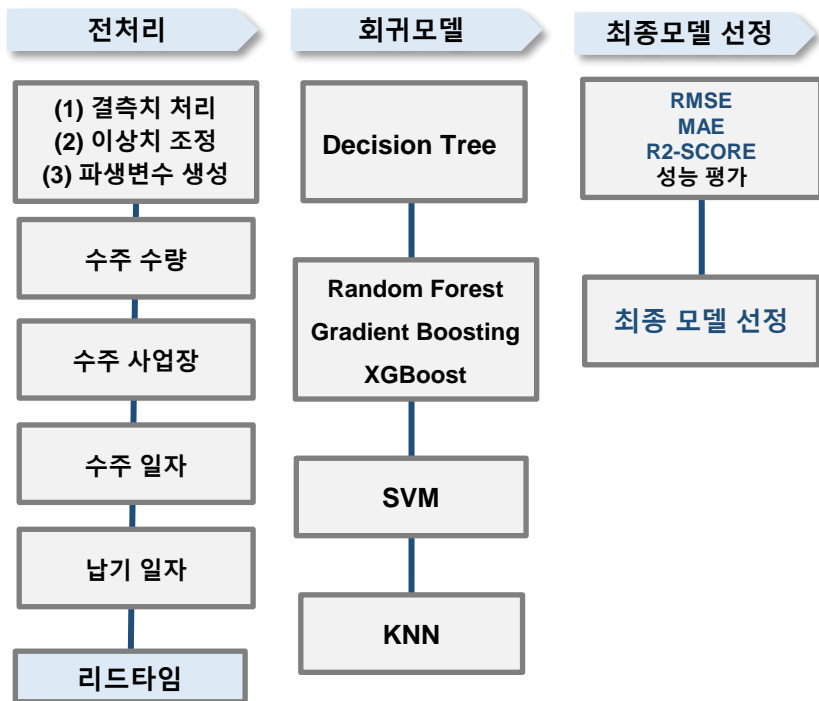 전처리
(1) 결측치 처리
(2) 이상치 조정
(3) 파생변수 생성
수주 수량
수주 사업장
수주 일자
납기 일자
리드타임
회귀모델
Decision Tree
Random Forest
Gradient Boosting
XGBoost
SVM
KNN
최종모델 선정
RMSE
MAE
R2-SCORE
성능 평가
최종 모델 선정